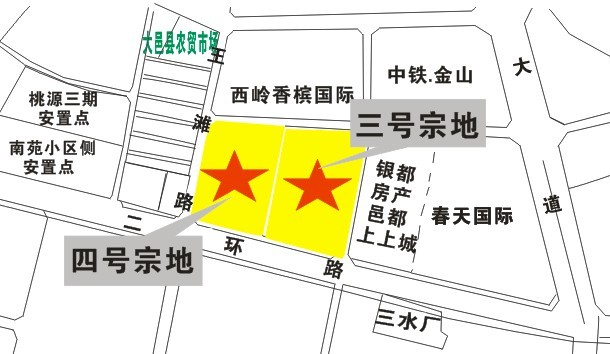 大邑县农贸市场
王滩路
大道
中铁.金山
西岭香槟国际
桃源三期
安置点
南苑小区侧
安置点
三号宗地
银都
房产
邑都
上上城
春天国际
四号宗地
二环路
三水厂